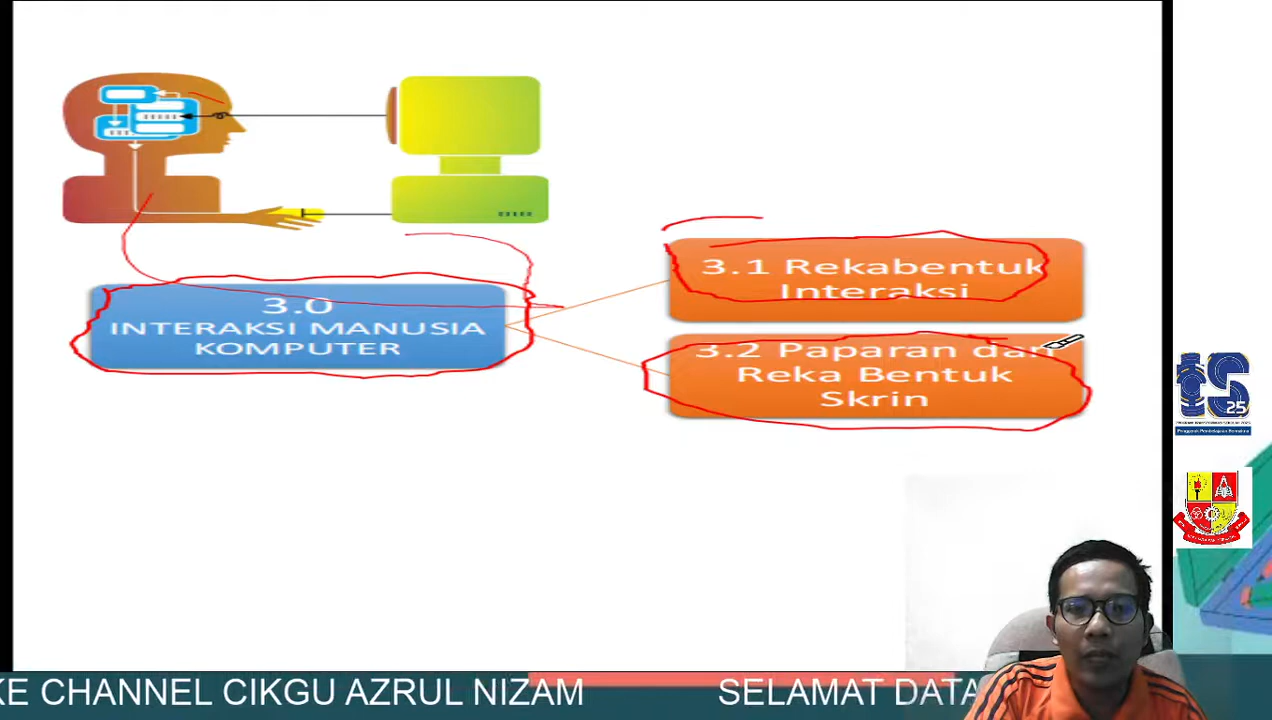 3.0
INTERAKSI MANUSIA
KOMPUTER
3.1 Rekabentuk
Interaksi
3.2 Paparan dan
Reka Bentuk
Skrin
25
KE CHANNEL CIKGU AZRUL NIZAM
SELAMAT DATA